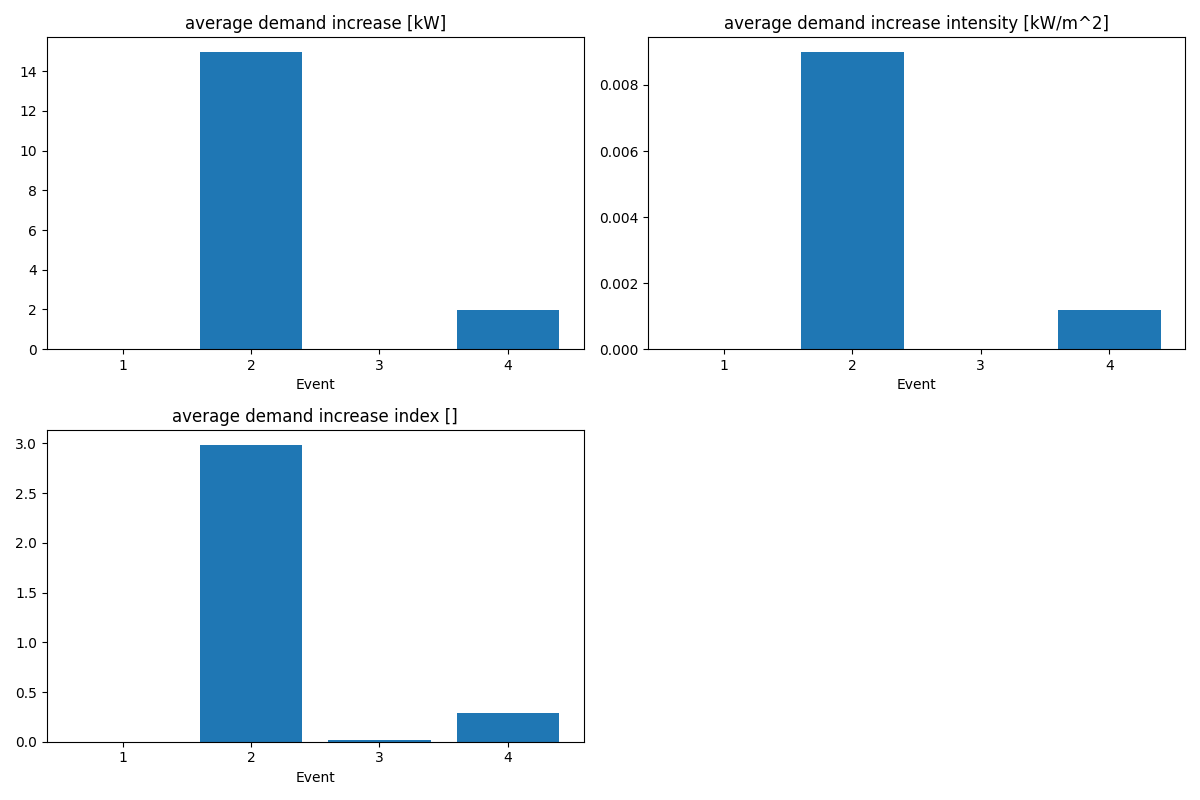 average demand increase [kW]
14
12
10
8
6
4
2
0
1 2 3 4
Event
average demand increase intensity [kW/m^2]
0.008
0.006
0.004
0.002
0.000
1 2 3 4
Event
average demand increase index []
3.0
2.5
2.0
1.5
1.0
0.5
0.0
1 2 3 4
Event